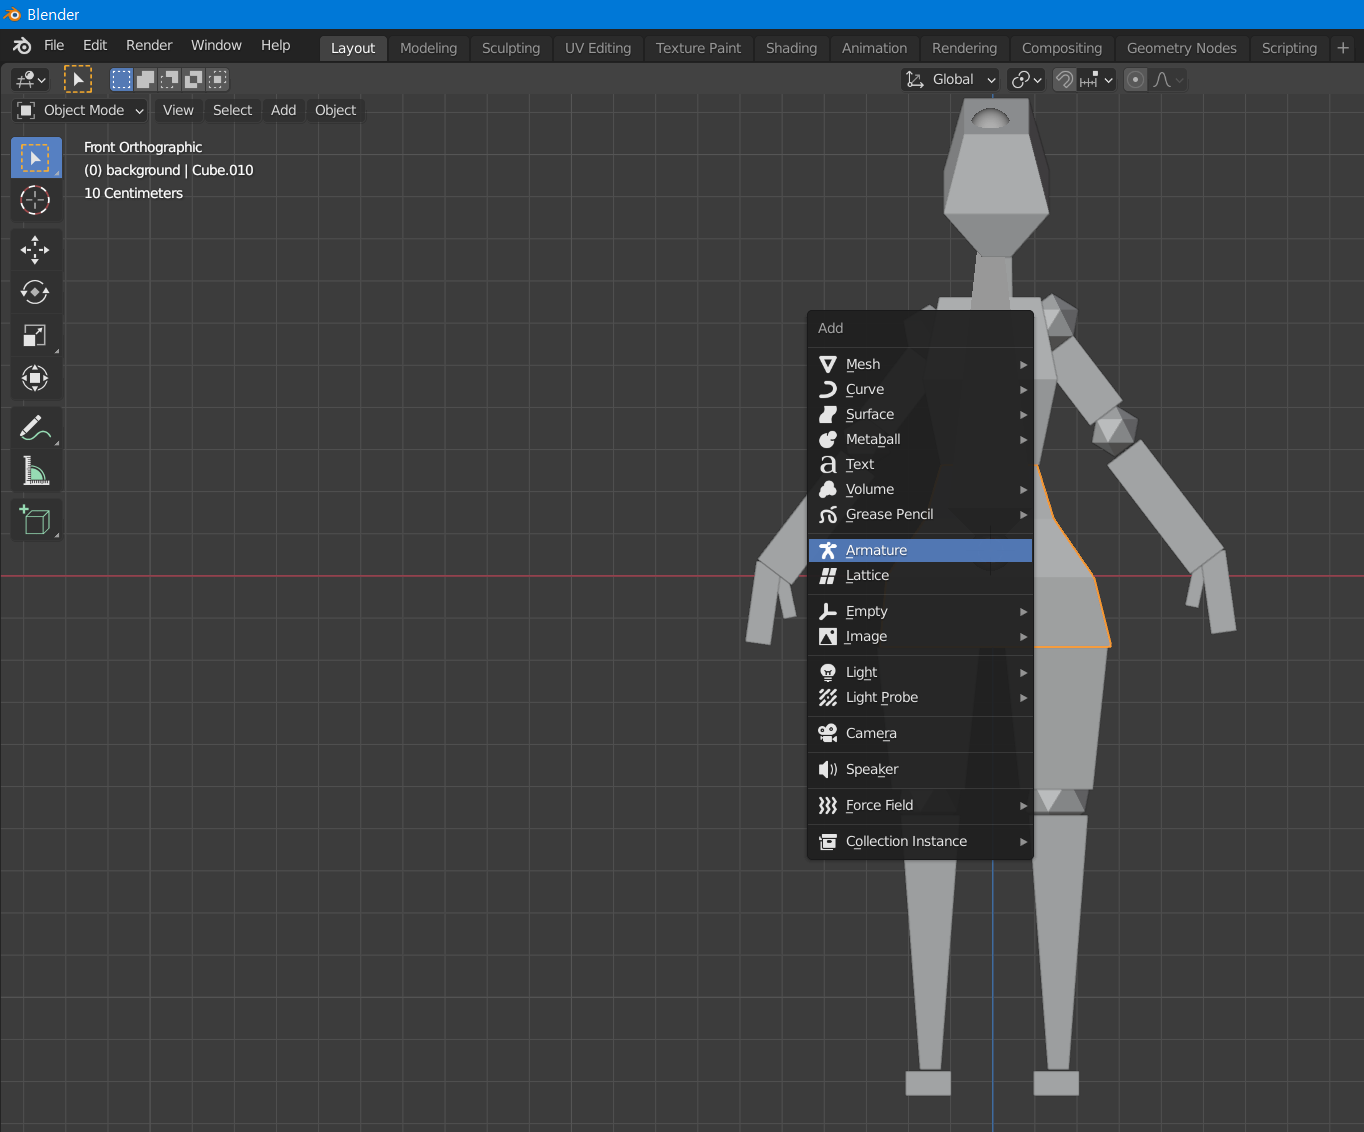 Blender
File Edit Render Window Help Layout Modeling Sculpting UV Editing Texture Paint Shading Animation Rendering Compositing Geometry Nodes Scripting +
Global
Object Mode View Select Add Object
Front Orthographic
(0) background | Cube.010
10 Centimeters
Add
Mesh
Curve
Surface
Metaball
Text
Volume
Grease Pencil
Armature
Lattice
Empty
Image
Light
Light Probe
Camera
Speaker
Force Field
Collection Instance